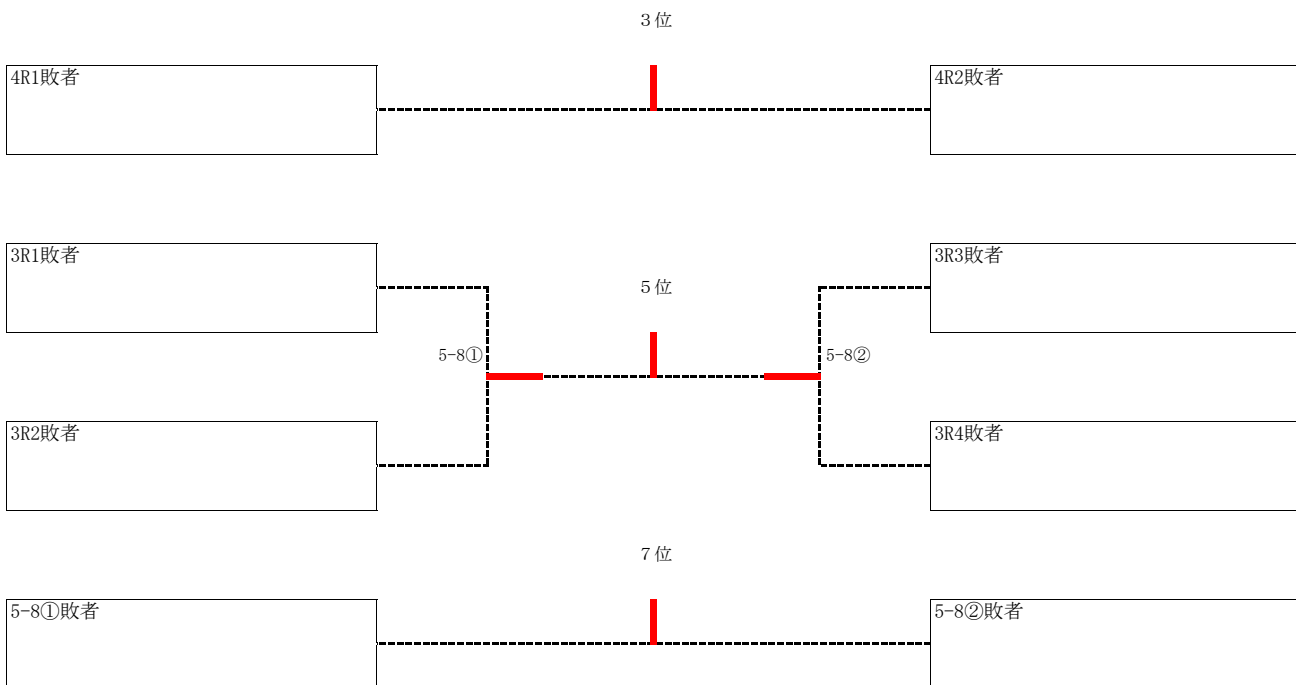 ３位
4R1敗者
4R2敗者
3R1敗者
3R3敗者
５位
5-8①
5-8②
3R2敗者
3R4敗者
７位
5-8①敗者
5-8②敗者